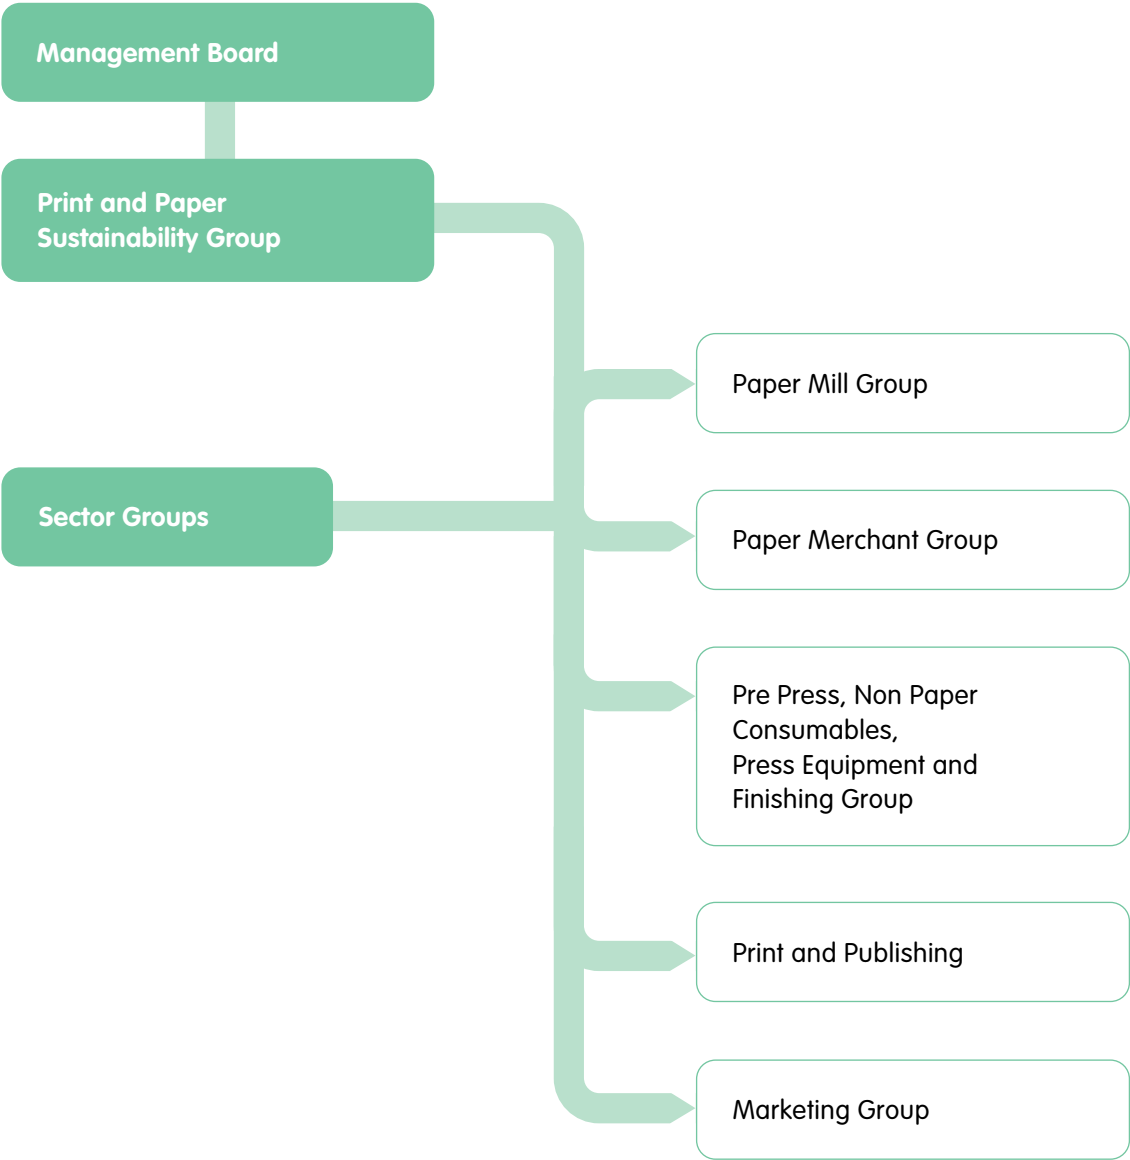 Management Board
Print and Paper
Sustainability Group
Sector Groups
Paper Mill Group
Paper Merchant Group
Pre Press, Non Paper
Consumables,
Press Equipment and
Finishing Group
Print and Publishing
Marketing Group